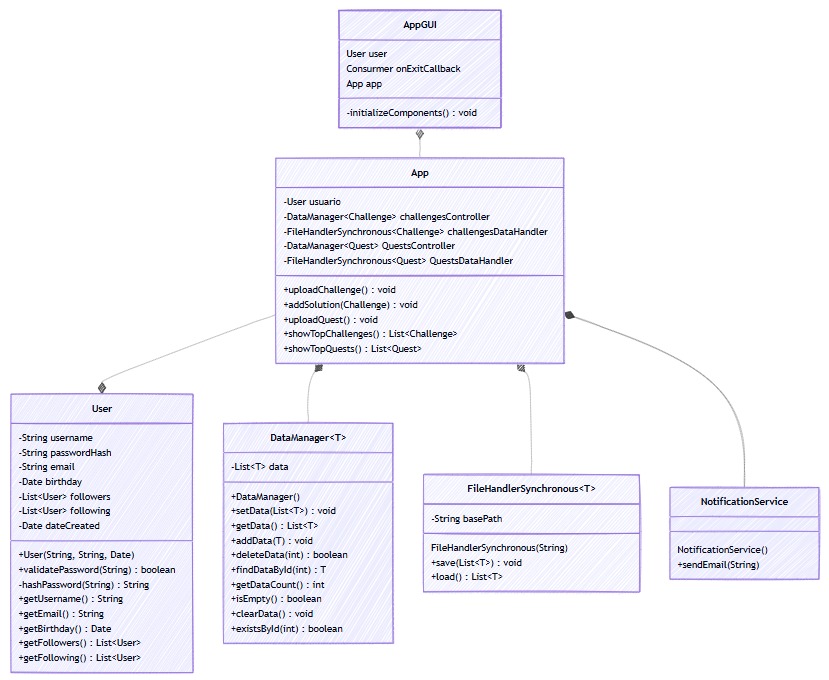 AppGUI
User user
Consurmer onExitCallback
App app
-initializeComponents() : void
App
-User usuario
-DataManager<Challenge> challengesController
-FileHandlerSynchronous<Challenge> challengesDataHandler
-DataManager<Quest> QuestsController
-FileHandlerSynchronous<Quest> QuestsDataHandler
+uploadChallenge() : void
+addSolution(Challenge) : void
+uploadQuest() : void
+showTopChallenges() : List<Challenge>
+showTopQuests() : List<Quest>
User
-String username
-String passwordHash
-String email
-Date birthday
-List<User> followers
-List<User> following
-Date dateCreated
+User(String, String, Date)
+validatePassword(String) : boolean
-hashPassword(String) : String
+getUsername() : String
+getEmail() : String
+getBirthday() : Date
+getFollowers() : List<User>
+getFollowing() : List<User>
DataManager<T>
-List<T> data
+DataManager()
+setData(List<T>) : void
+getData() : List<T>
+addData(T) : void
+deleteData(int) : boolean
+findDataById(int) : T
+getDataCount() : int
+isEmpty() : boolean
+clearData() : void
+existsById(int) : boolean
FileHandlerSynchronous<T>
-String basePath
FileHandlerSynchronous(String)
+save(List<T>) : void
+load() : List<T>
NotificationService
NotificationService()
+sendEmail(String)